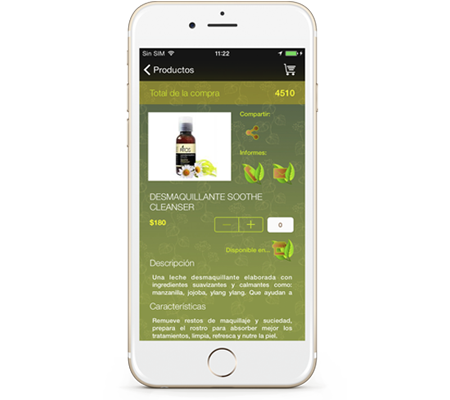 Sin SIM 11:22
Productos
Total de la compra 4510
Compartir:
Informes:
DESMAQUILLANTE SOOTHE
CLEANSER
$180 0
Disponible en...
Descripción
Una leche desmaquillante elaborada con
ingredientes suavizantes y calmantes como:
manzanilla, jojoba, ylang ylang. Que ayudan a
Características
Remueve restos de maquillaje y suciedad,
prepara el rostro para absorber mejor los
tratamientos, limpia, refresca y nutre la piel.